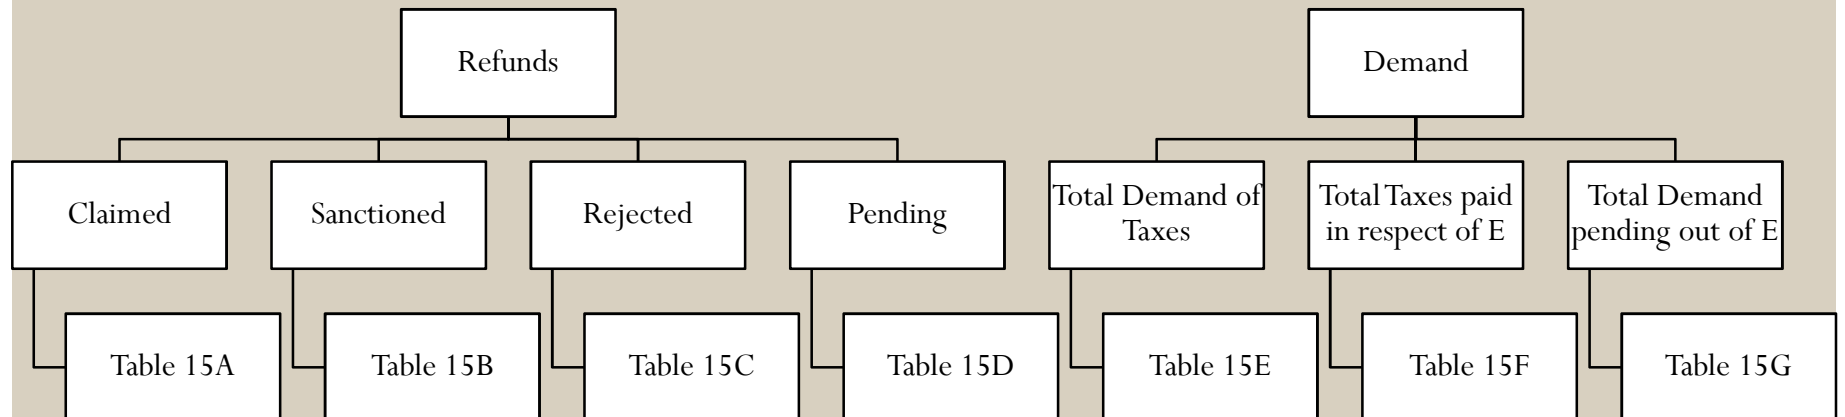 Refunds
Demand
Claimed
Sanctioned
Rejected
Pending
Total Demand of
Taxes
Total Taxes paid
in respect of E
Total Demand
pending out of E
Table 15A
Table 15B
Table 15C
Table 15D
Table 15E
Table 15F
Table 15G